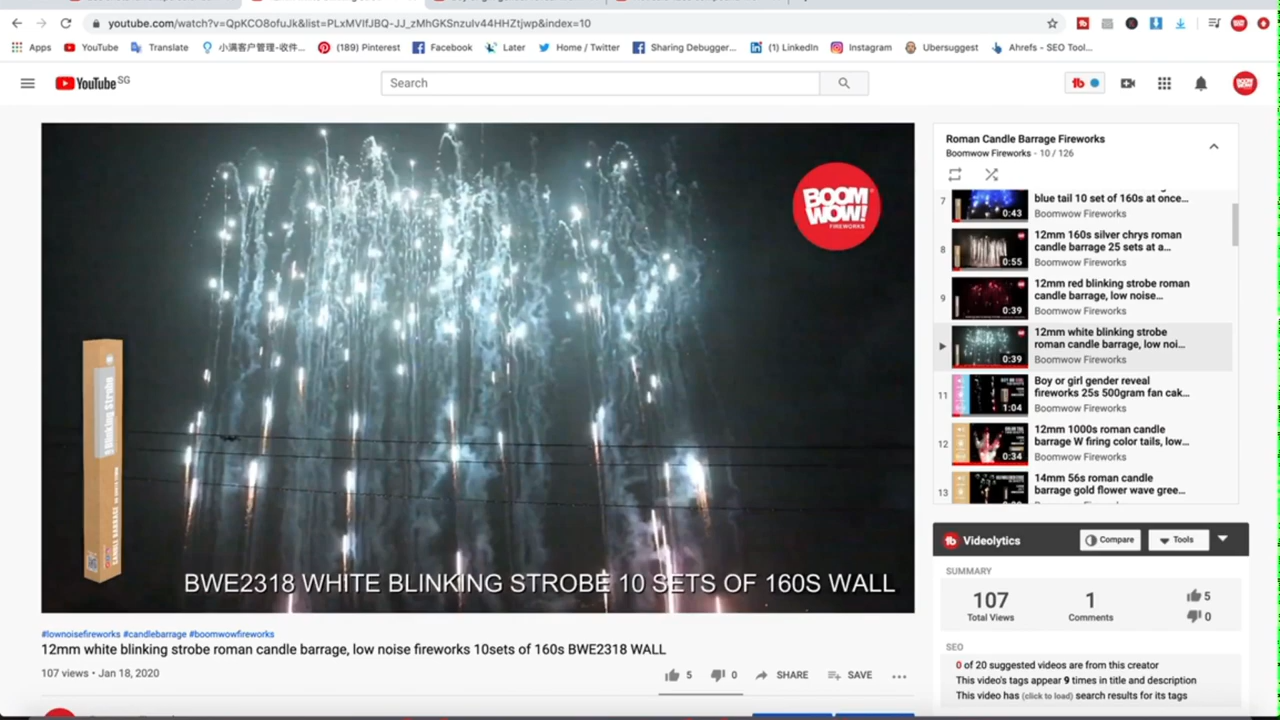 youtube.com/watch?v=QpKCO8ofuJk&list=PLxMVIfJBQ-JJ_zMhGKSnzuIv44HHZtjwp&index=10
Apps YouTube Translate 小满客户管理-收件... (189) Pinterest Facebook Later Home / Twitter Sharing Debugger... (1) LinkedIn Instagram Ubersuggest Ahrefs - SEO Tool...
YouTube SG
Search
BOOM WOW!
FIREWORKS
Blinking Strobe
CANDLE BARRAGE
BWE2318 WHITE BLINKING STROBE 10 SETS OF 160S WALL
#lownoisefireworks #candlebarrage #boomwowfireworks
12mm white blinking strobe roman candle barrage, low noise fireworks 10sets of 160s BWE2318 WALL
107 views • Jan 18, 2020
5 0 SHARE SAVE
Roman Candle Barrage Fireworks
Boomwow Fireworks - 10 / 126
7
0:43
blue tail 10 set of 160s at once...
Boomwow Fireworks
8
0:55
12mm 160s silver chrys roman
candle barrage 25 sets at a...
Boomwow Fireworks
9
0:39
12mm red blinking strobe roman
candle barrage, low noise...
Boomwow Fireworks
0:39
12mm white blinking strobe
roman candle barrage, low noi...
Boomwow Fireworks
11
1:04
Boy or girl gender reveal
fireworks 25s 500gram fan cak...
Boomwow Fireworks
12
0:34
12mm 1000s roman candle
barrage W firing color tails, low...
Boomwow Fireworks
13
14mm 56s roman candle
barrage gold flower wave gree...
Videolytics
Compare
Tools
SUMMARY
107
Total Views
1
Comments
5
0
SEO
0 of 20 suggested videos are from this creator
This video's tags appear 9 times in title and description
This video has (click to load) search results for its tags